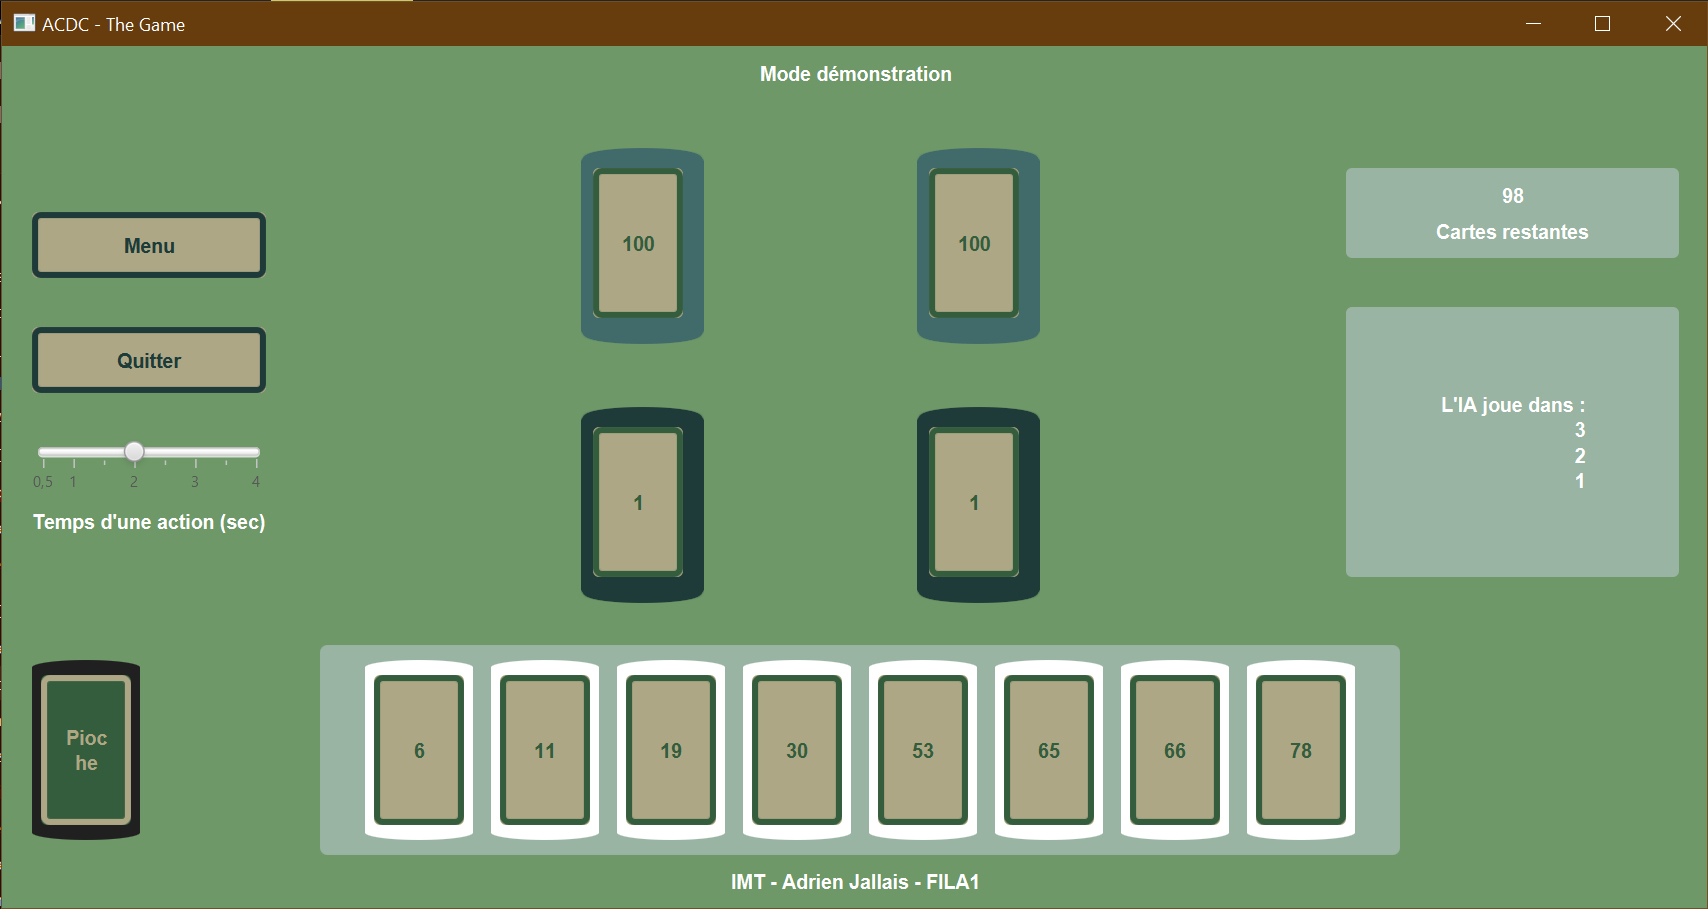 ACDC - The Game
Mode démonstration
Menu
Quitter
0,5 1 2 3 4
Temps d'une action (sec)
100
100
1
1
98
Cartes restantes
L'IA joue dans :
3
2
1
Pioc
he
6
11
19
30
53
65
66
78
IMT - Adrien Jallais - FILA1